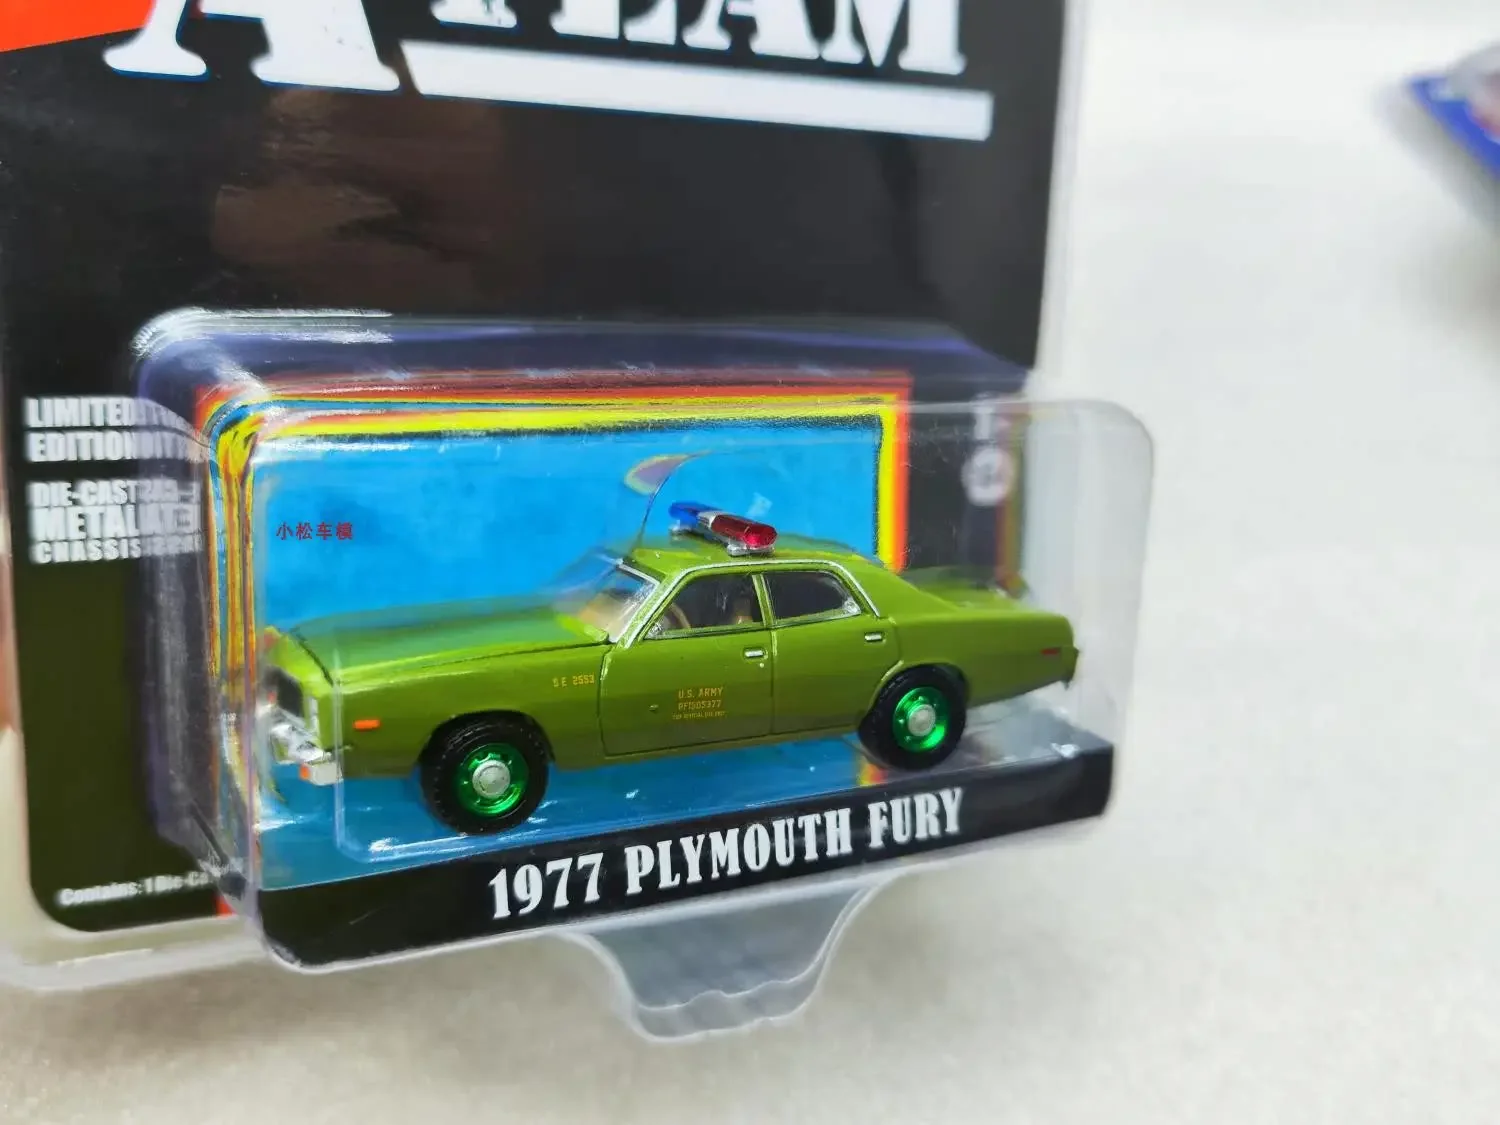 A TEAM
LIMITED
EDITION
DIE-CAST
METAL
CHASSIS
小松车模
S E 2553
U.S. ARMY
1977 PLYMOUTH FURY
Contains: 1 Die-Ca